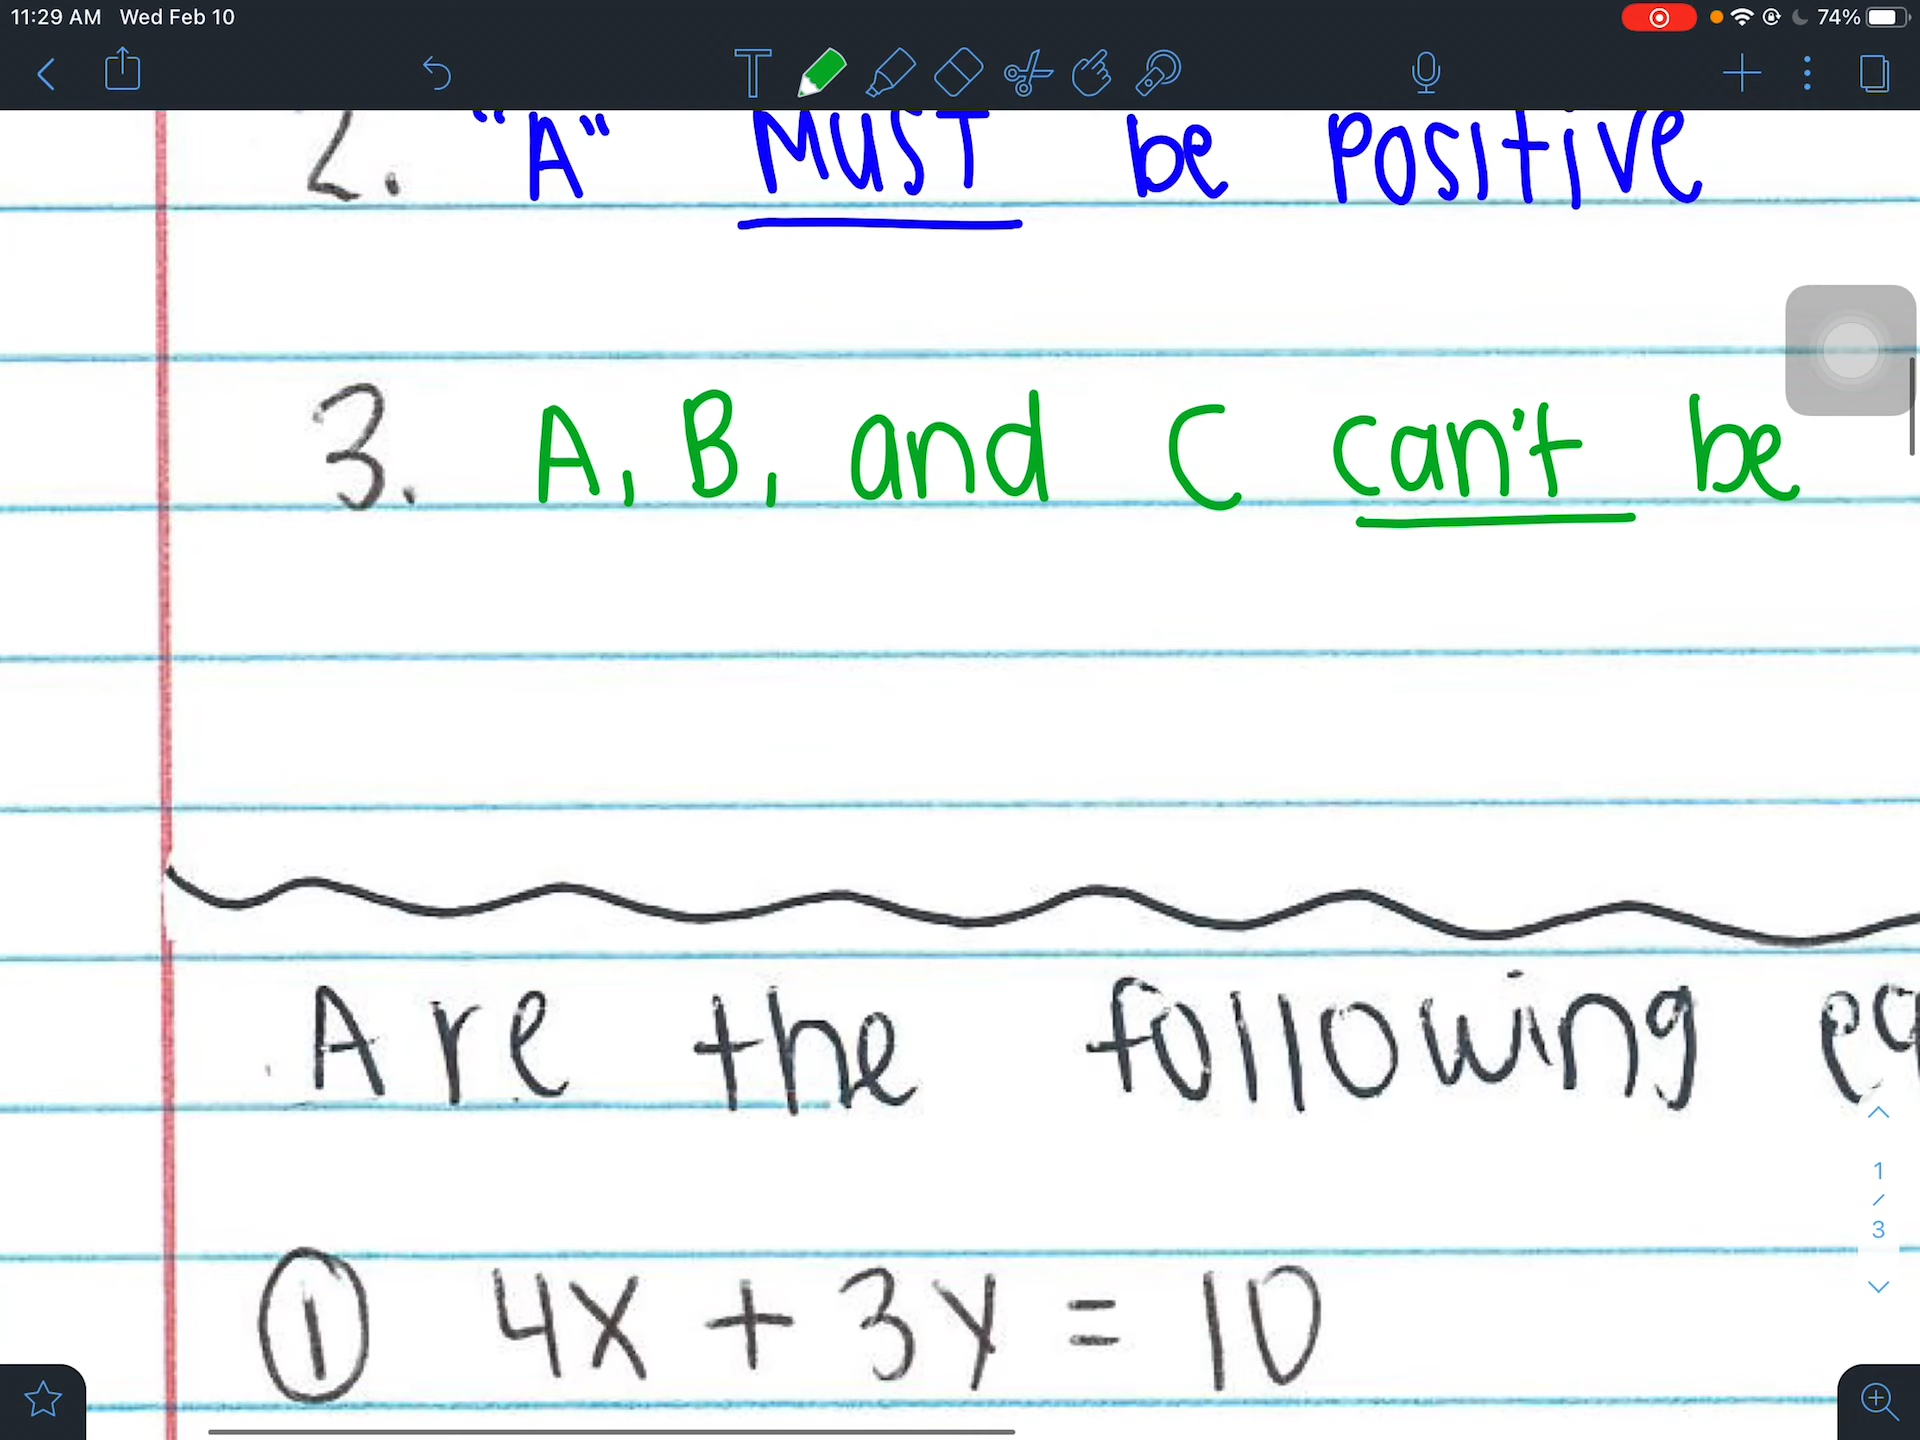 11:29 AM Wed Feb 10
74%
T
2. "A" MUST be positive
3. A, B, and C can't be
Are the following eq
1
/
3
① 4x + 3y = 10